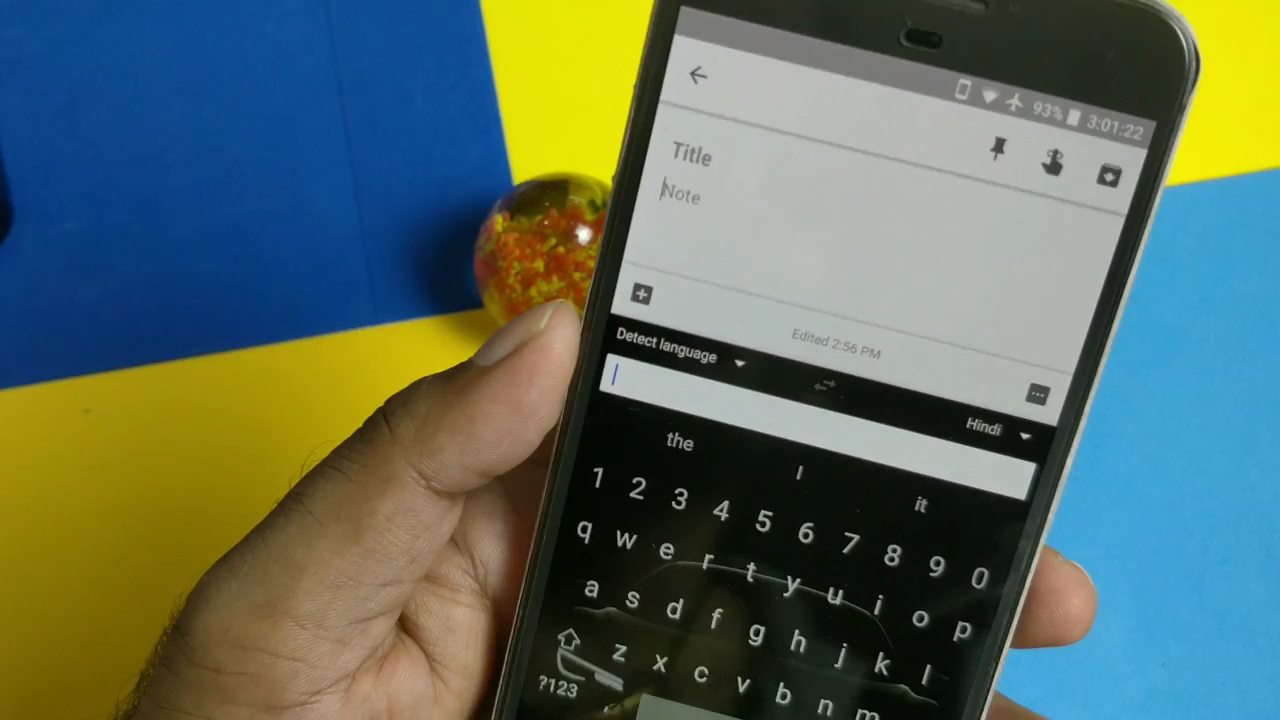 93% 3:01:22
Title
Note
Edited 2:56 PM
Detect language
Hindi
the I it
1 2 3 4 5 6 7 8 9 0
q w e r t y u i o p
a s d f g h j k l
z x c v b n m
?123 ,